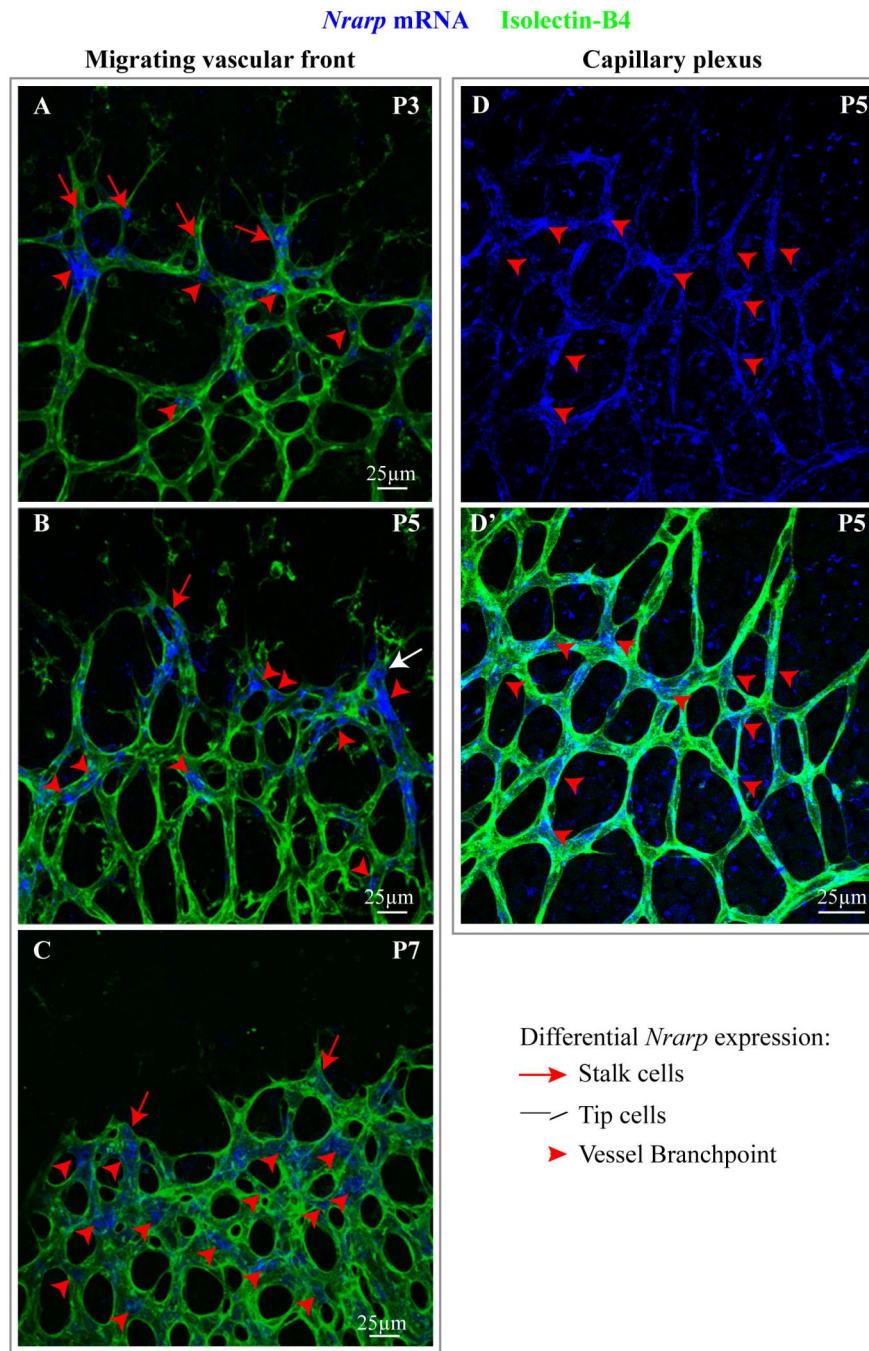 Nrarp mRNA Isolectin-B4
Migrating vascular front
Capillary plexus
A P3
25µm
B P5
25µm
C P7
25µm
D P5
D’ P5
25µm
Differential Nrarp expression:
Stalk cells
Tip cells
Vessel Branchpoint